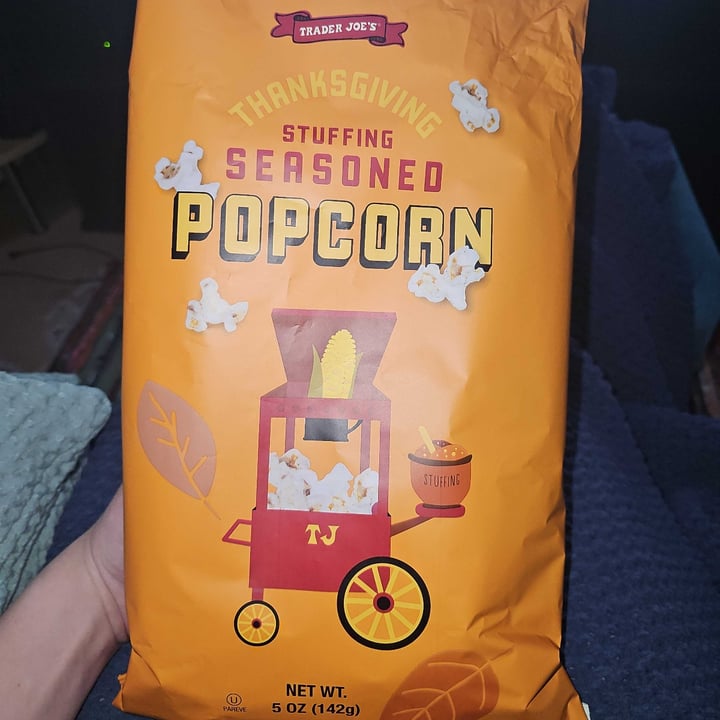 TRADER JOE'S
THANKSGIVING
STUFFING
SEASONED
POPCORN
STUFFING
TJ
U
PAREVE
NET WT.
5 OZ (142g)